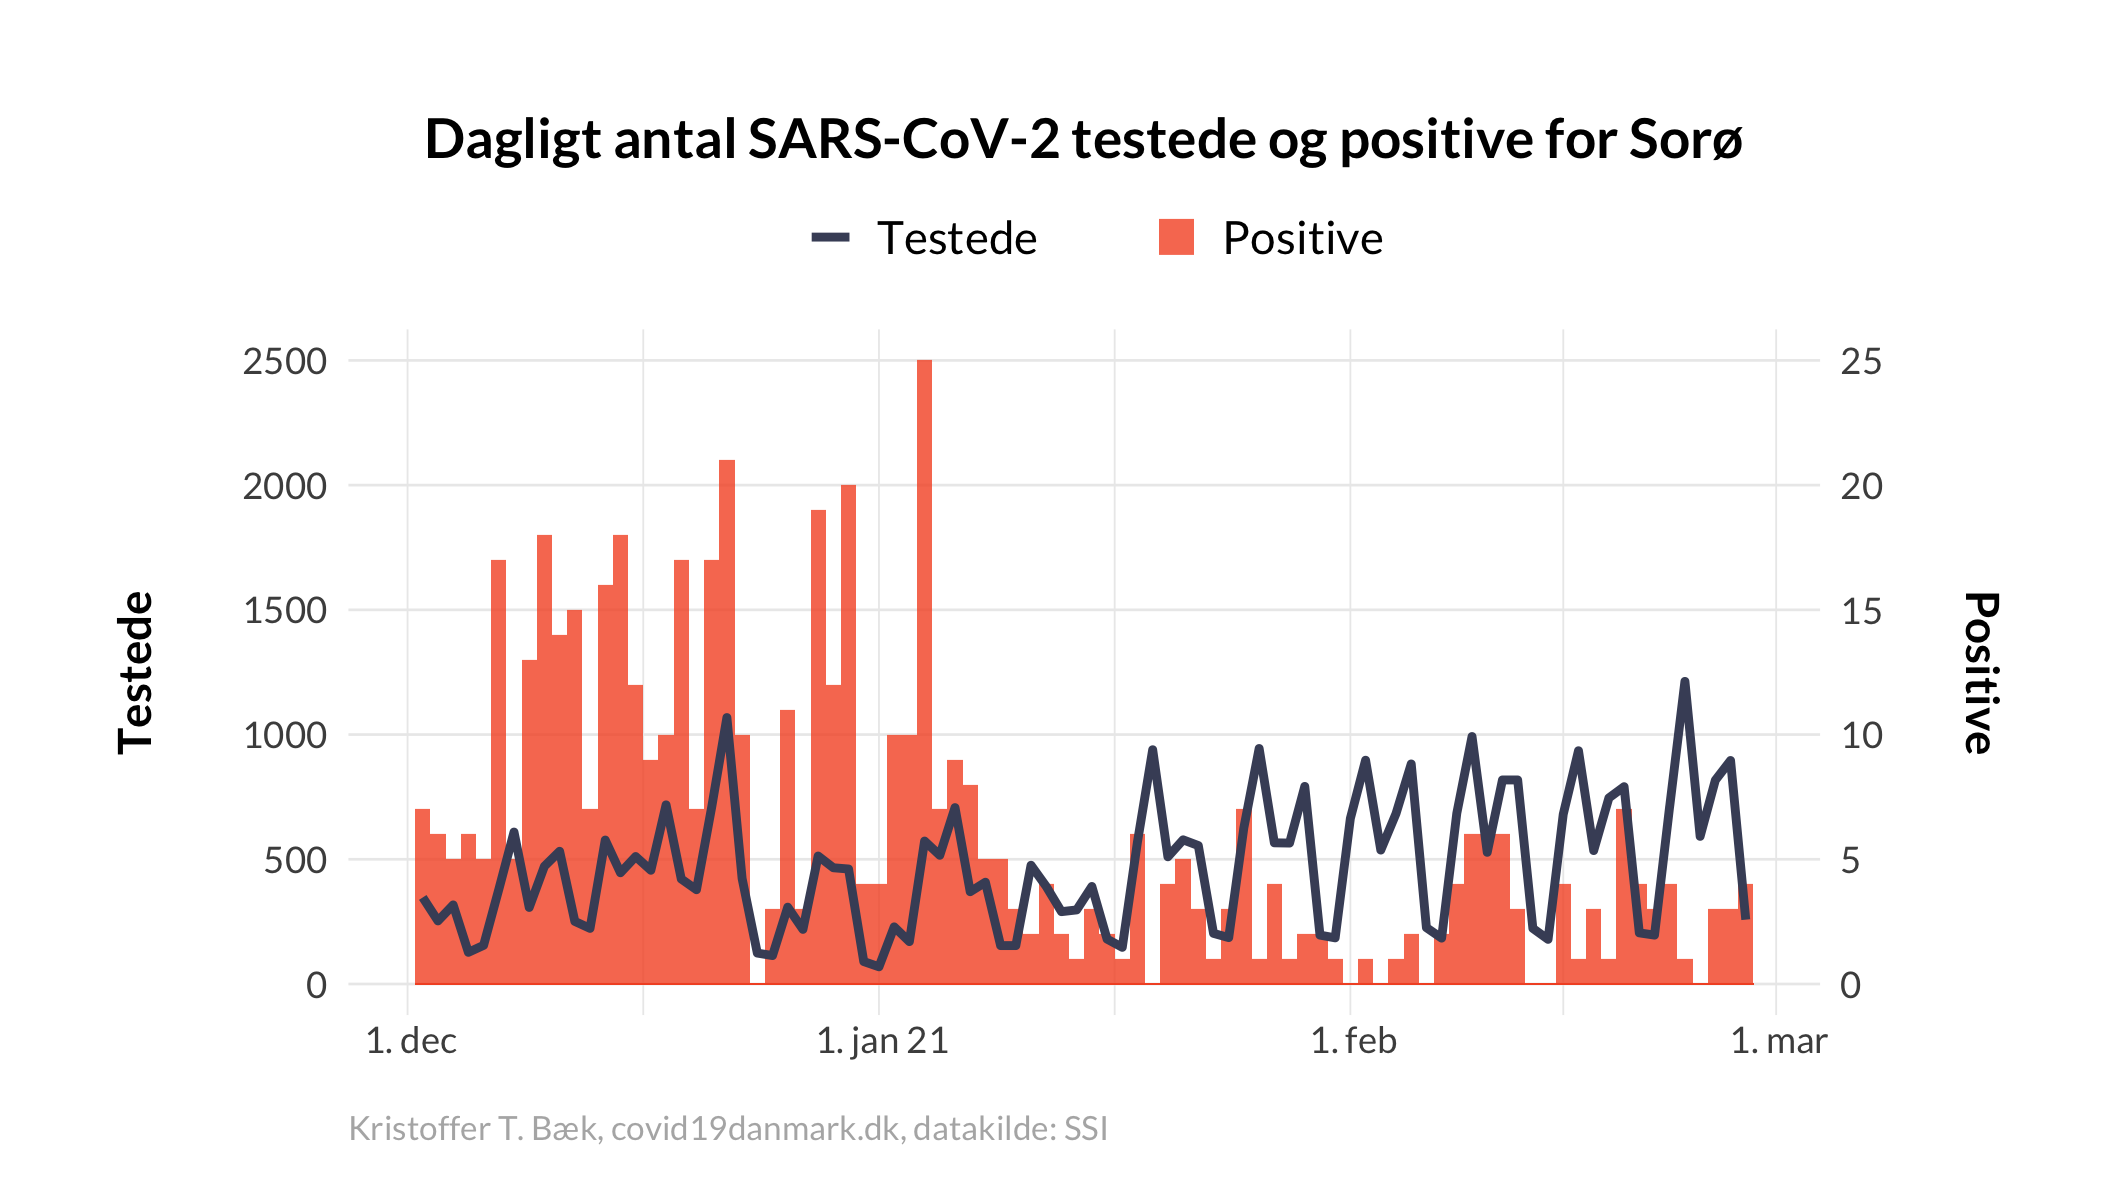 Dagligt antal SARS-CoV-2 testede og positive for Sorø
Testede
Positive
2500
2000
1500
1000
500
0
25
20
15
10
5
0
Testede
Positive
1. dec
1. jan 21
1. feb
1. mar
Kristoffer T. Bæk, covid19danmark.dk, datakilde: SSI